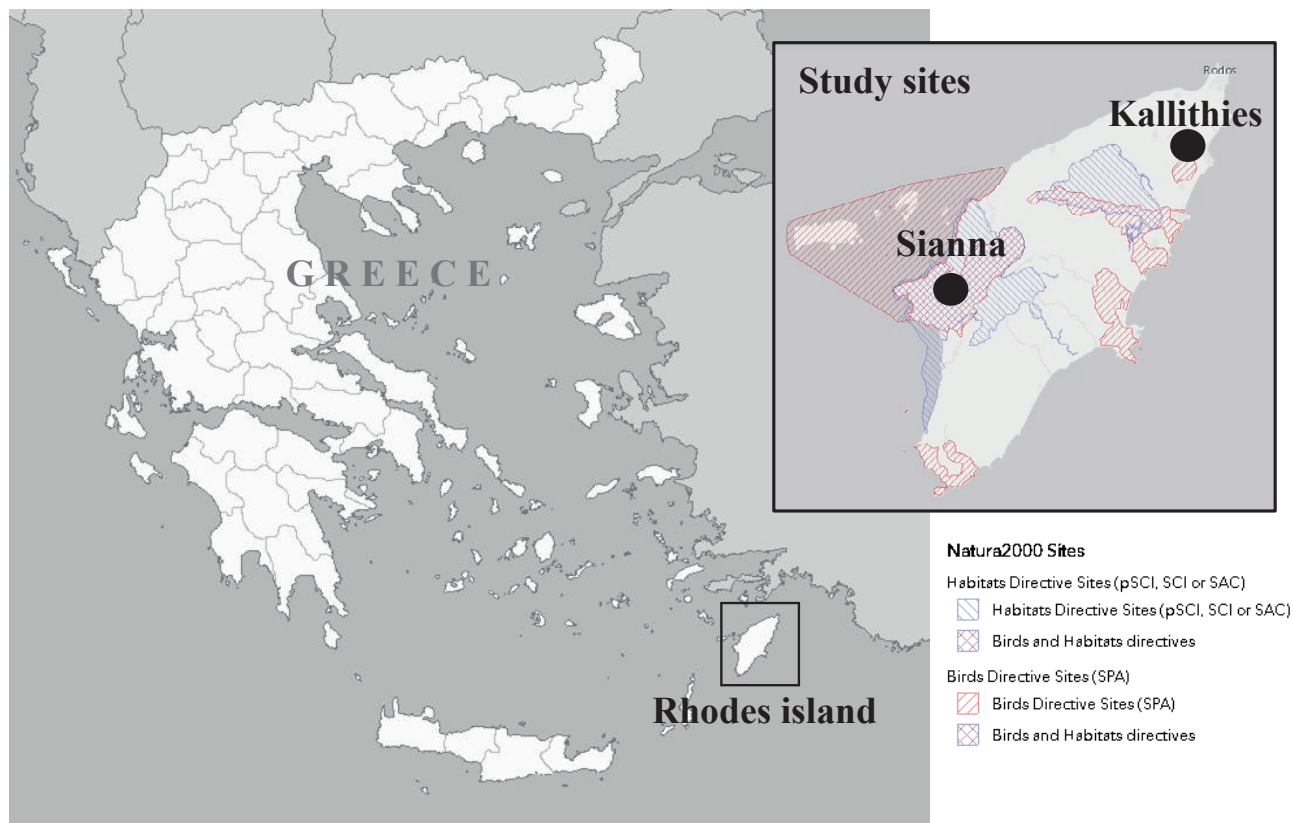 Study sites
Rodos
Kallithies
Sianna
GREECE
Rhodes island
Natura2000 Sites
Habitats Directive Sites (pSCI, SCI or SAC)
Habitats Directive Sites (pSCI, SCI or SAC)
Birds and Habitats directives
Birds Directive Sites (SPA)
Birds Directive Sites (SPA)
Birds and Habitats directives